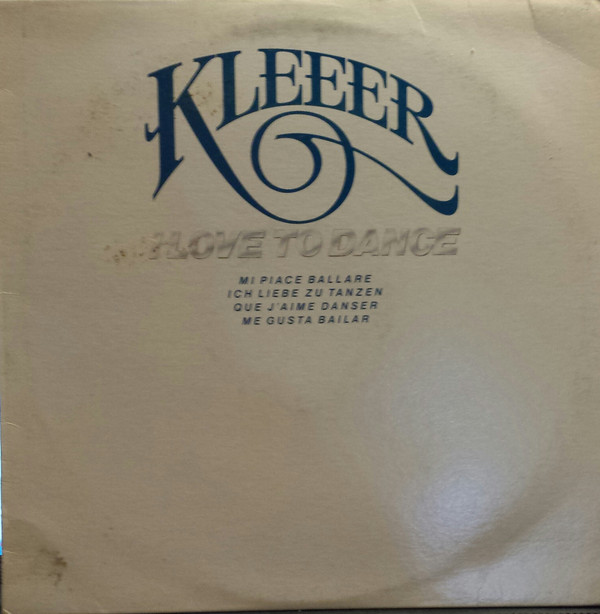 KLEEER
I LOVE TO DANCE
MI PIACE BALLARE
ICH LIEBE ZU TANZEN
QUE J'AIME DANSER
ME GUSTA BAILAR